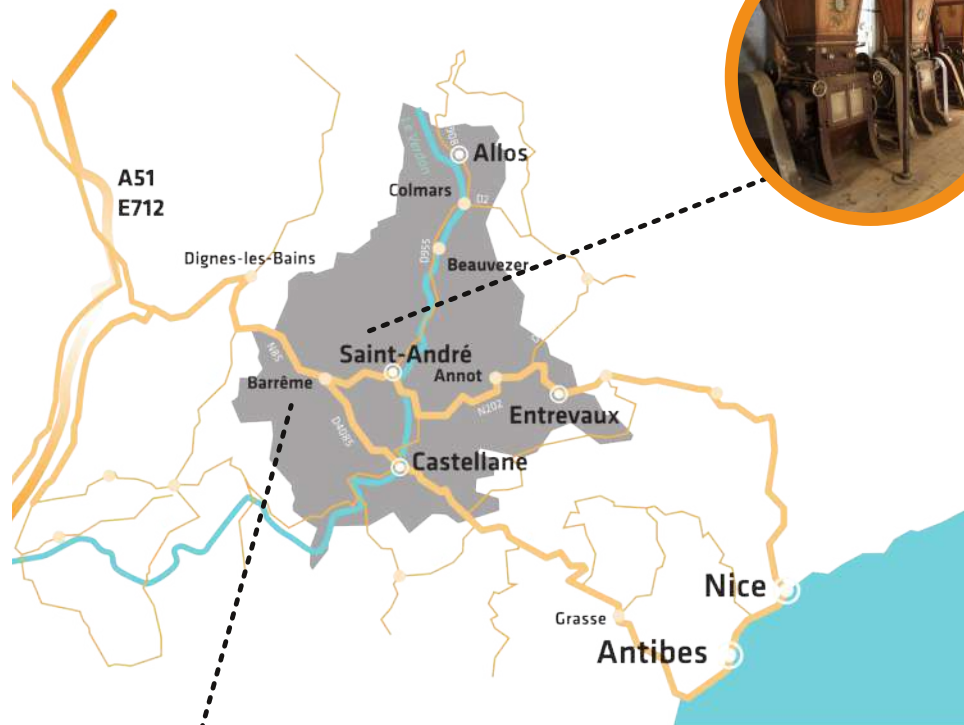 D908
Le Verdon
Allos
A51
E712
Colmars
D2
D955
Beauvezer
Dignes-les-Bains
N85
Saint-André
Barrême
Annot
N202
Entrevaux
D4085
Castellane
Nice
Grasse
Antibes